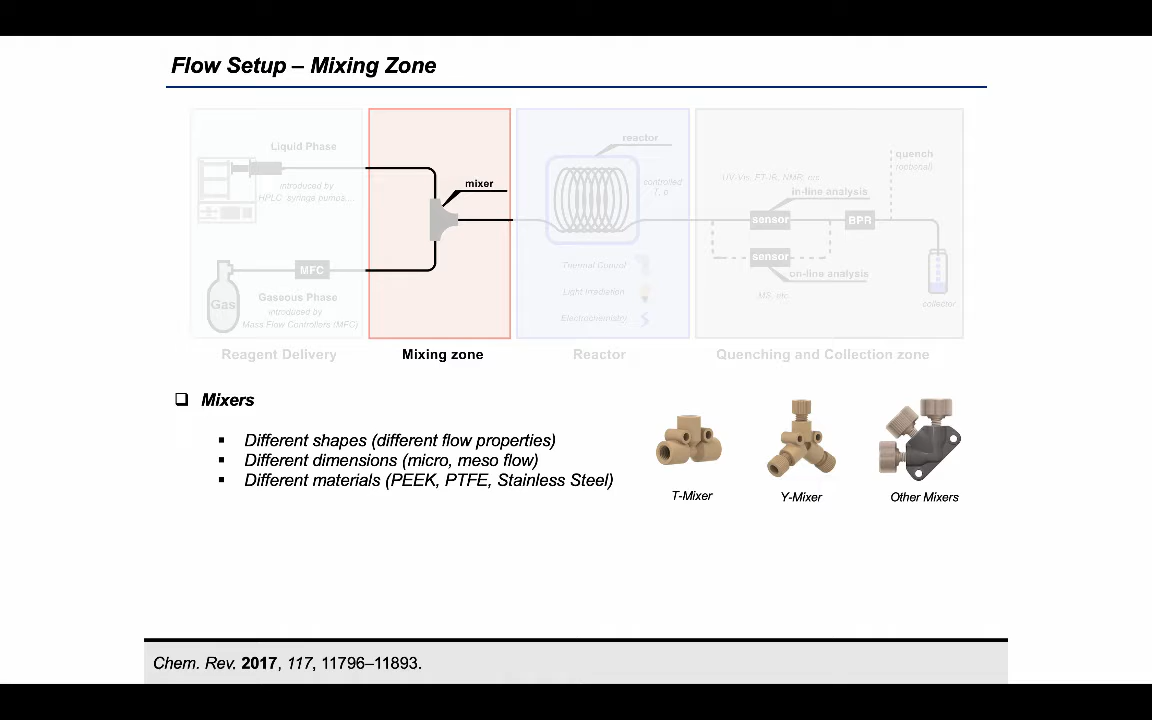 Flow Setup – Mixing Zone
Liquid Phase
introduced by
HPLC, syringe pumps,...
MFC
Gas
Gaseous Phase
introduced by
Mass Flow Controllers (MFC)
mixer
reactor
controlled
Thermal Control
Light Irradiation
Electrochemistry
UV-Vis, FT-IR, NMR, ...
in-line analysis
sensor
BPR
quench
(optional)
sensor
on-line analysis
MS, etc.
collector
Reagent Delivery
Mixing zone
Reactor
Quenching and Collection zone
Mixers
Different shapes (different flow properties)
Different dimensions (micro, meso flow)
Different materials (PEEK, PTFE, Stainless Steel)
T-Mixer
Y-Mixer
Other Mixers
Chem. Rev. 2017, 117, 11796–11893.